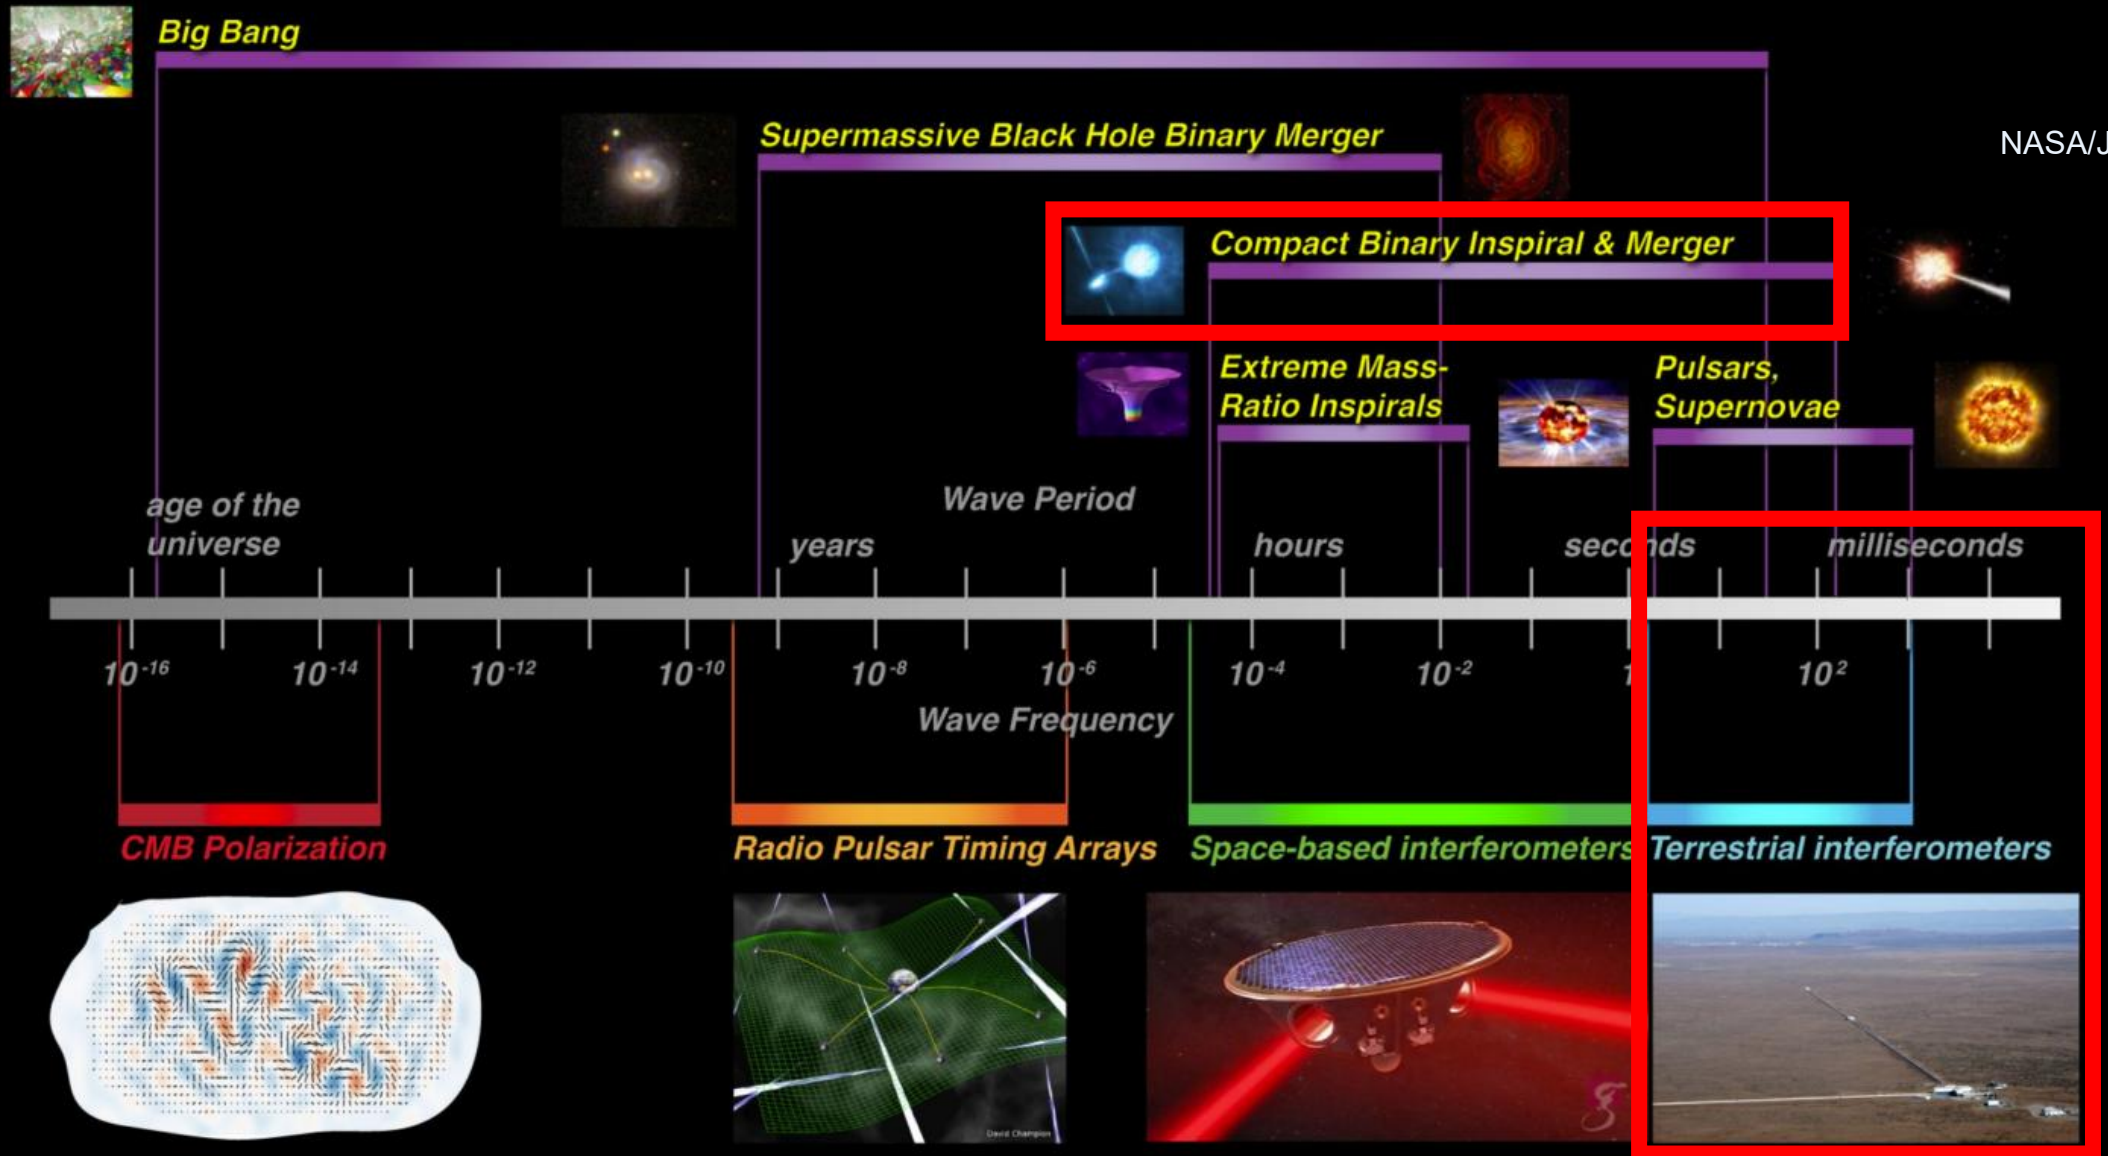 Big Bang
NASA/J
Supermassive Black Hole Binary Merger
Compact Binary Inspiral & Merger
Extreme Mass-
Ratio Inspirals
Pulsars,
Supernovae
age of the
universe
Wave Period
years
hours
seconds
milliseconds
10⁻¹⁶ 10⁻¹⁴ 10⁻¹² 10⁻¹⁰ 10⁻⁸ 10⁻⁶ 10⁻⁴ 10⁻² 1 10²
Wave Frequency
CMB Polarization
Radio Pulsar Timing Arrays
Space-based interferometers
Terrestrial interferometers
David Champion